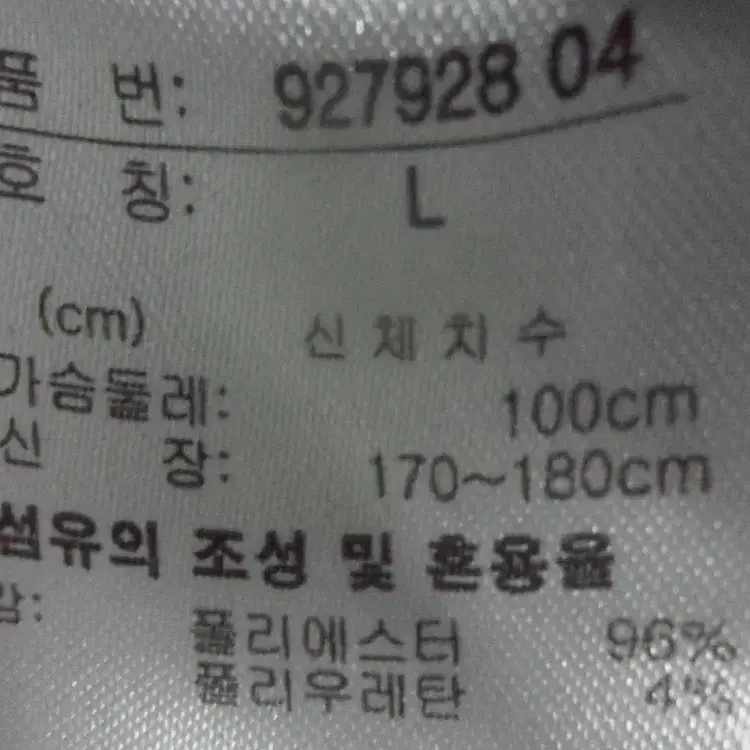 품 번: 927928 04
호 칭: L
(cm) 신체치수
가슴둘레: 100cm
신 장: 170~180cm
섬유의 조성 및 혼용율
폴리에스터 96%
폴리우레탄 4%